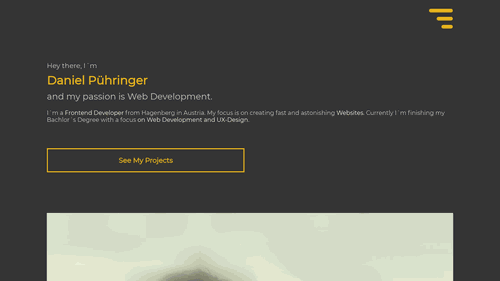 Hey there, I´m
Daniel Pühringer
and my passion is Web Development.
I´m a Frontend Developer from Hagenberg in Austria. My focus is on creating fast and astonishing Websites. Currently I´m finishing my
Bachlor´s Degree with a focus on Web Development and UX-Design.
See My Projects